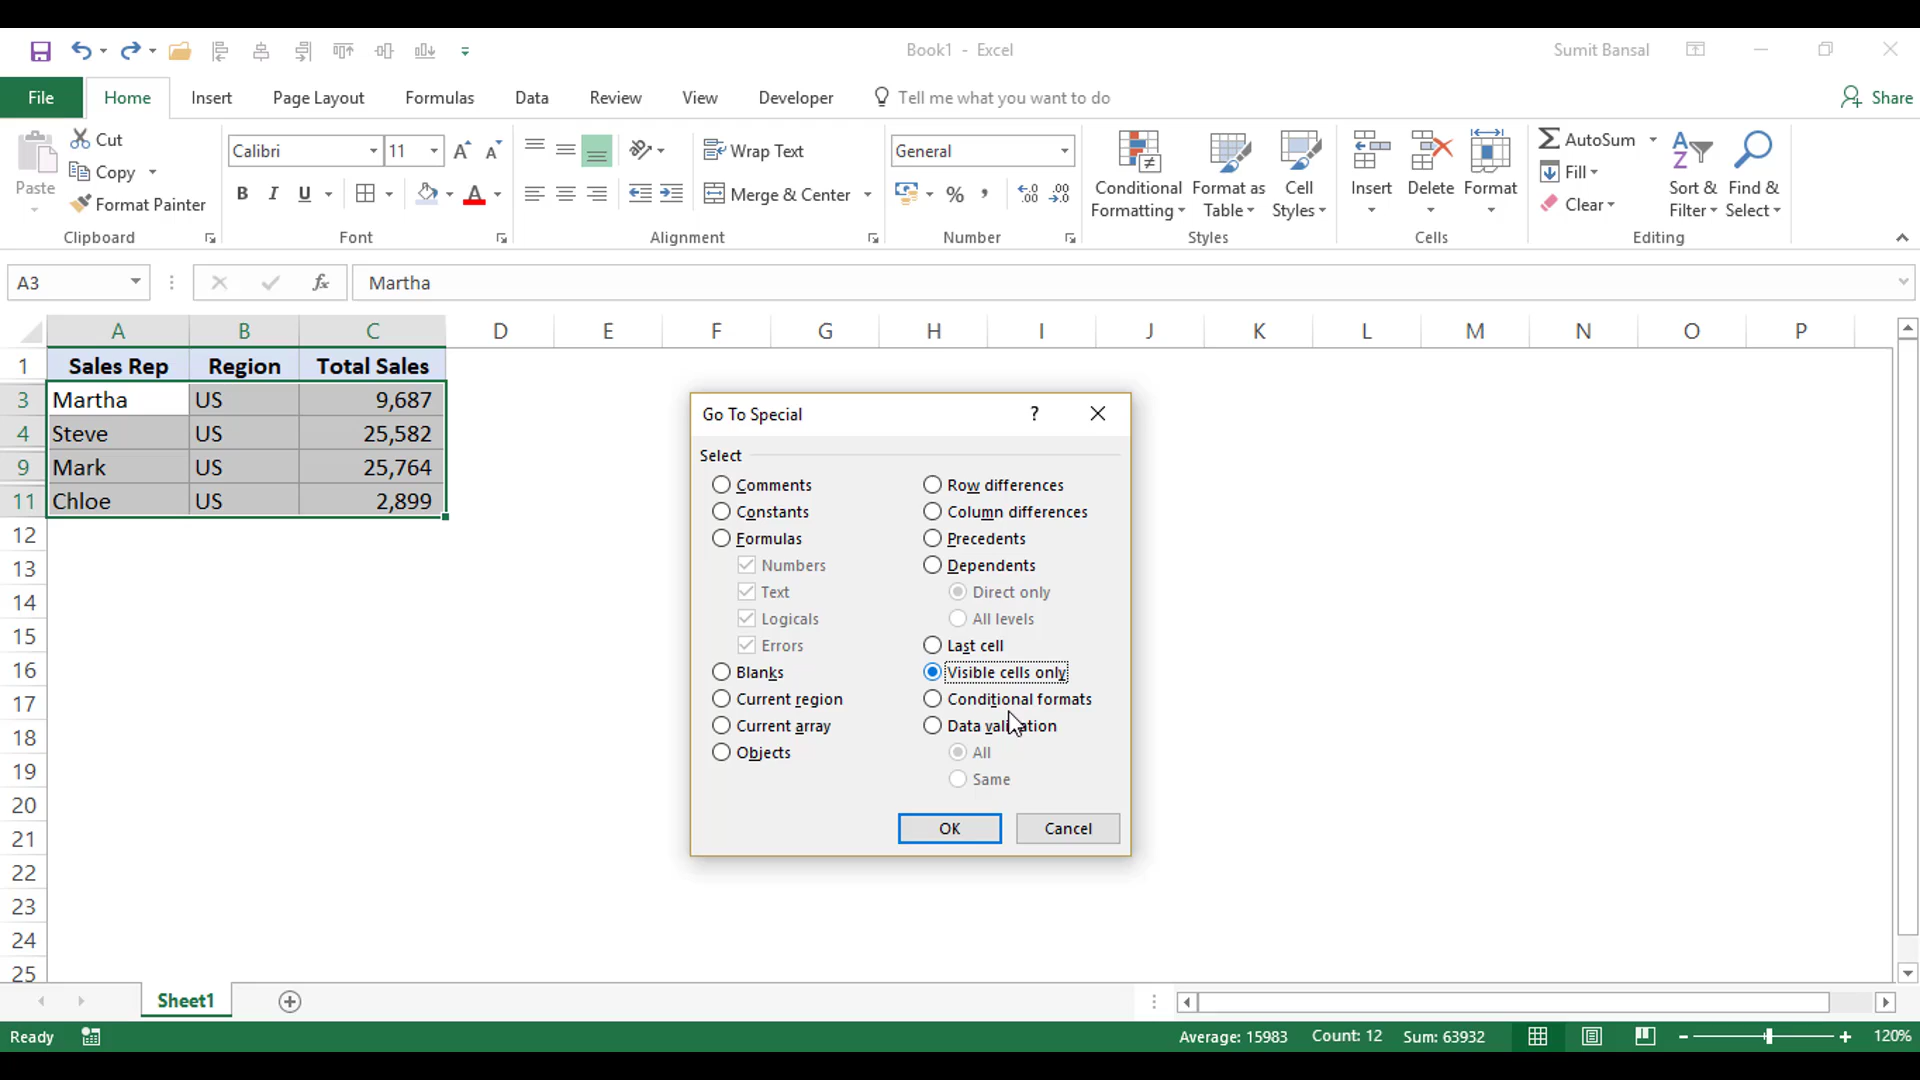 Book1 - Excel
Sumit Bansal
File Home Insert Page Layout Formulas Data Review View Developer Tell me what you want to do Share
Paste
Cut
Copy
Format Painter
Clipboard
Calibri 11
B I U
Font
Wrap Text
Merge & Center
Alignment
General
%
Number
Conditional Formatting
Format as Table
Cell Styles
Styles
Insert
Delete
Format
Cells
AutoSum
Fill
Clear
Sort & Filter
Find & Select
Editing
A3 fx Martha
A B C D E F G H I J K L M N O P
1 Sales Rep Region Total Sales
3 Martha US 9,687
4 Steve US 25,582
9 Mark US 25,764
11 Chloe US 2,899
12
13
14
15
16
17
18
19
20
21
22
23
24
25
Go To Special ?
Select
Comments
Constants
Formulas
Numbers
Text
Logicals
Errors
Blanks
Current region
Current array
Objects
Row differences
Column differences
Precedents
Dependents
Direct only
All levels
Last cell
Visible cells only
Conditional formats
Data validation
All
Same
OK Cancel
Sheet1
Ready
Average: 15983 Count: 12 Sum: 63932 120%